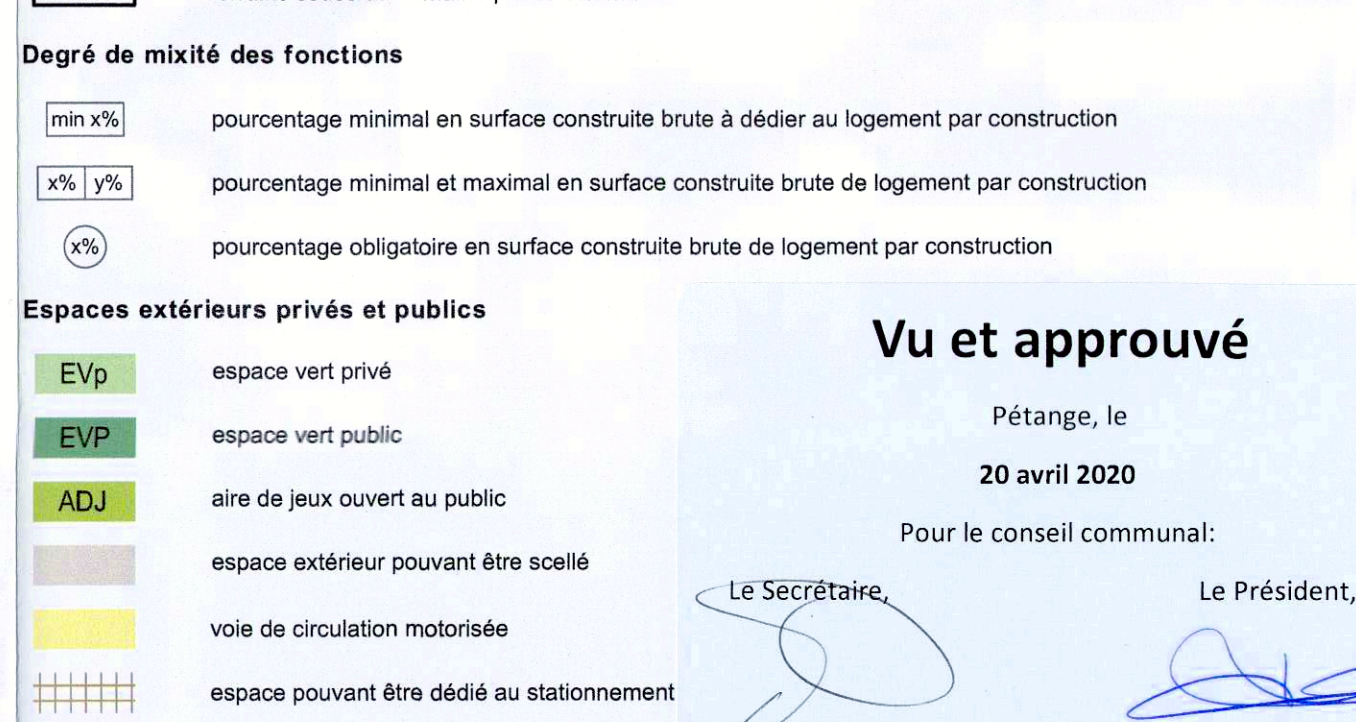 Degré de mixité des fonctions
min x% pourcentage minimal en surface construite brute à dédier au logement par construction
x% y% pourcentage minimal et maximal en surface construite brute de logement par construction
x% pourcentage obligatoire en surface construite brute de logement par construction
Espaces extérieurs privés et publics
EVp espace vert privé
EVP espace vert public
ADJ aire de jeux ouvert au public
espace extérieur pouvant être scellé
voie de circulation motorisée
espace pouvant être dédié au stationnement
Vu et approuvé
Pétange, le
20 avril 2020
Pour le conseil communal:
Le Secrétaire,
Le Président,